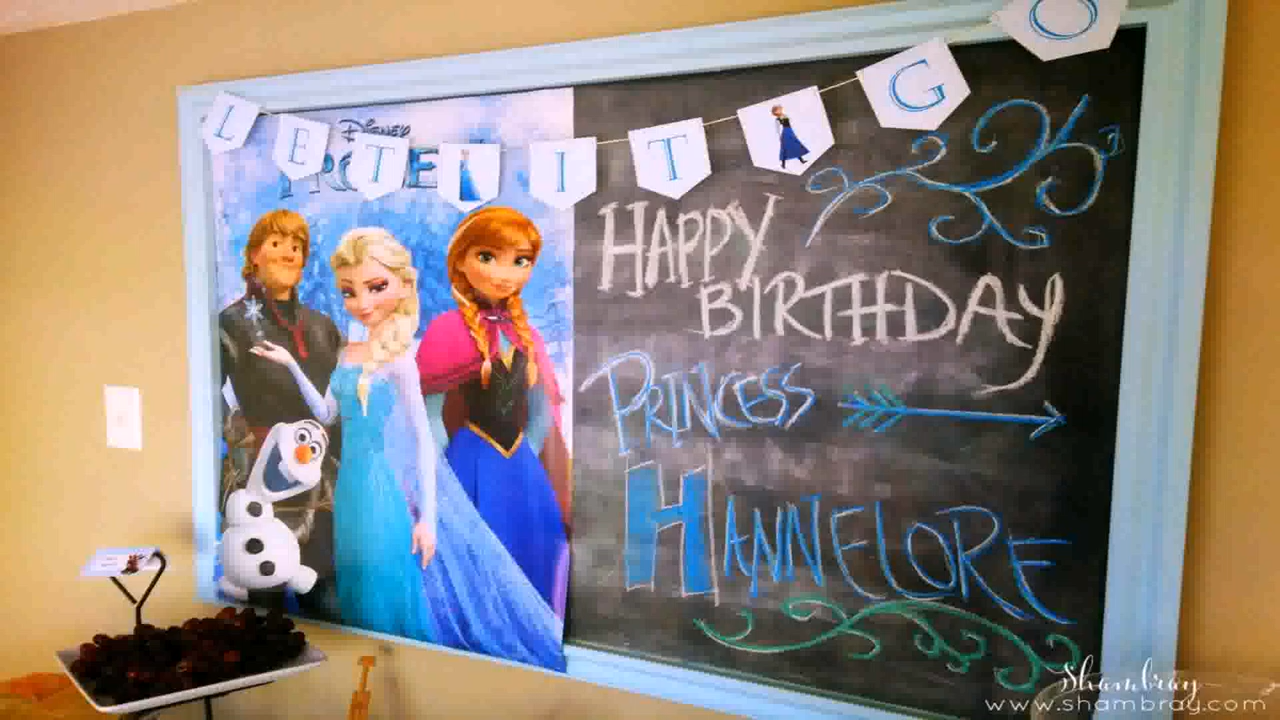 LET IT GO
DISNEY
FROZEN
HAPPY
BIRTHDAY
PRINCESS
HANNELORE
Shambray
www.shambray.com